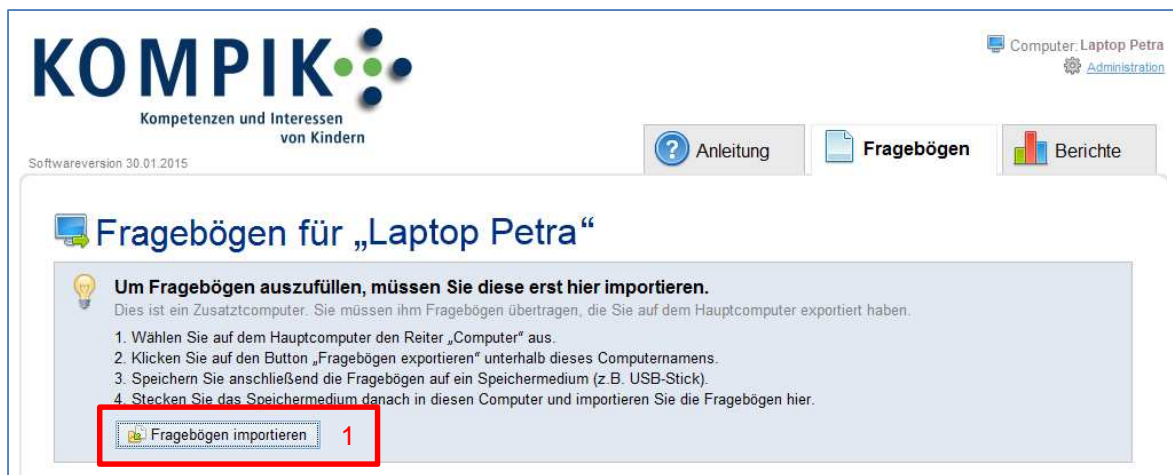 KOMPIK
Kompetenzen und Interessen
von Kindern
Softwareversion 30.01.2015
Computer: Laptop Petra
Administration
Anleitung
Fragebögen
Berichte
Fragebögen für „Laptop Petra“
Um Fragebögen auszufüllen, müssen Sie diese erst hier importieren.
Dies ist ein Zusatztcomputer. Sie müssen ihm Fragebögen übertragen, die Sie auf dem Hauptcomputer exportiert haben.
1. Wählen Sie auf dem Hauptcomputer den Reiter „Computer“ aus.
2. Klicken Sie auf den Button „Fragebögen exportieren“ unterhalb dieses Computernamens.
3. Speichern Sie anschließend die Fragebögen auf ein Speichermedium (z.B. USB-Stick).
4. Stecken Sie das Speichermedium danach in diesen Computer und importieren Sie die Fragebögen hier.
Fragebögen importieren 1